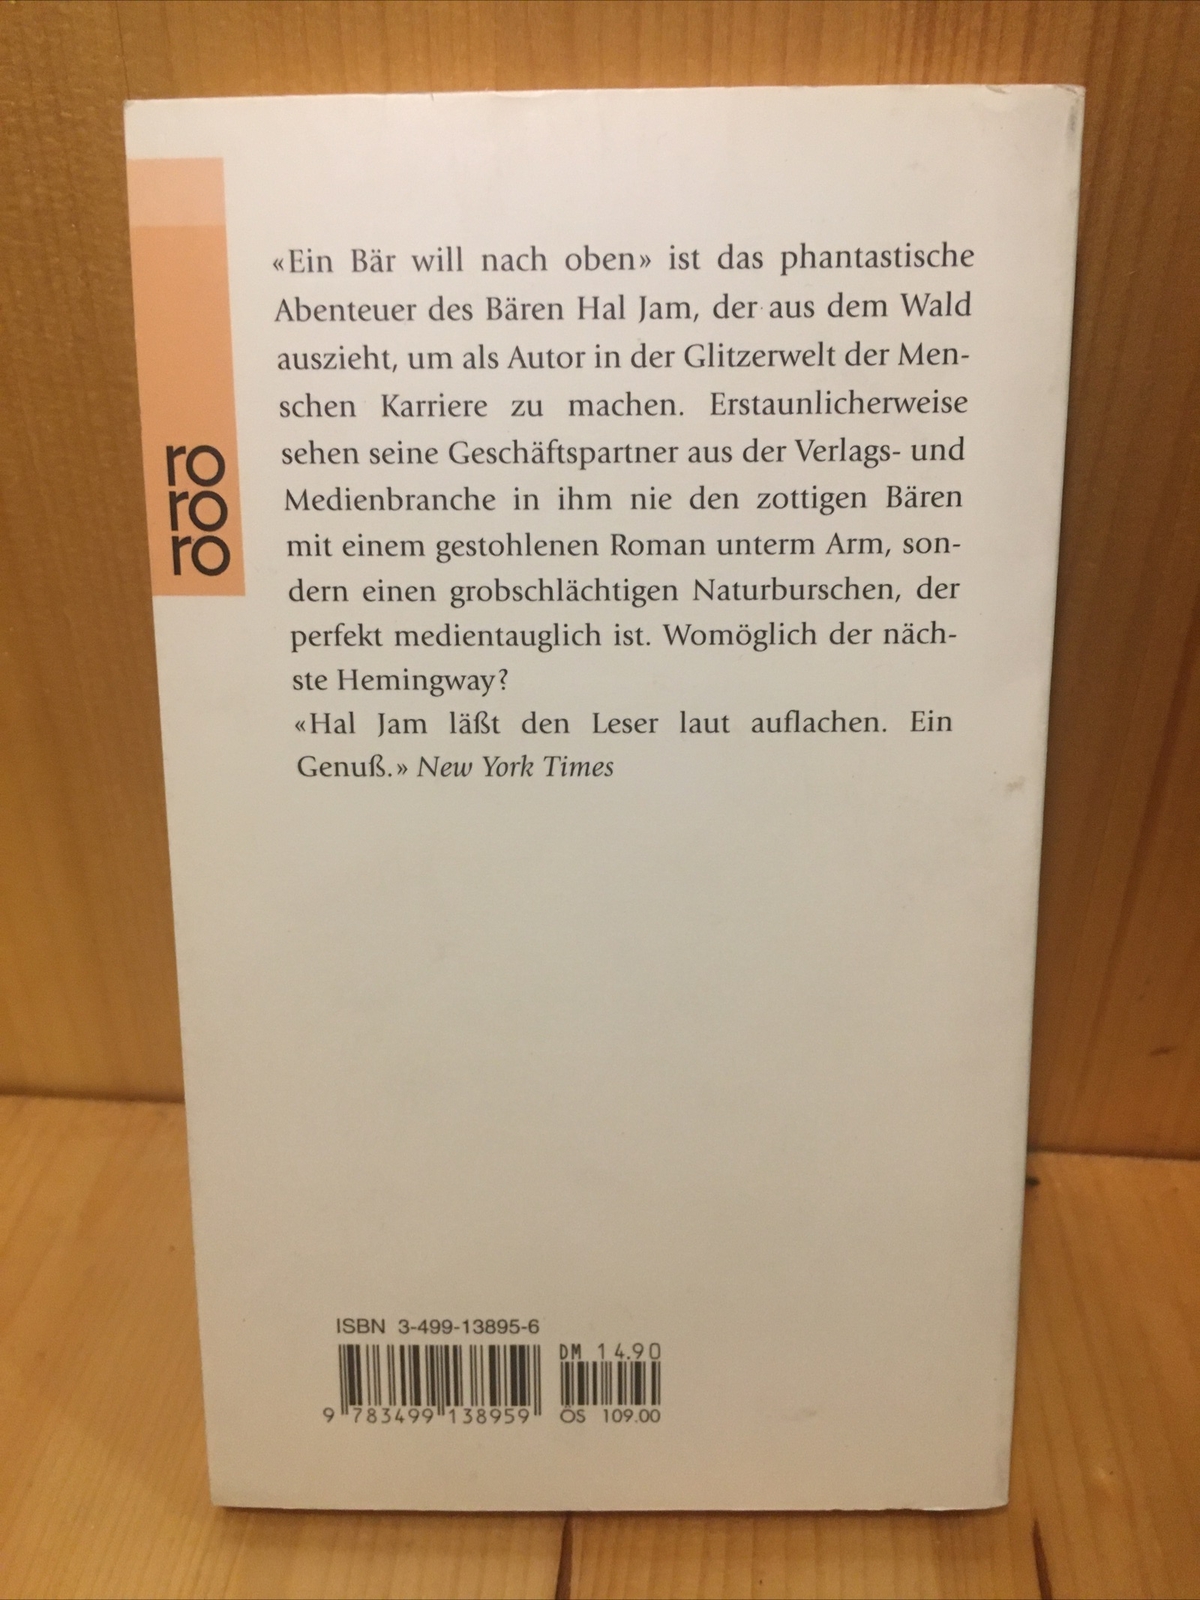 «Ein Bär will nach oben» ist das phantastische
Abenteuer des Bären Hal Jam, der aus dem Wald
auszieht, um als Autor in der Glitzerwelt der Men-
schen Karriere zu machen. Erstaunlicherweise
sehen seine Geschäftspartner aus der Verlags- und
Medienbranche in ihm nie den zottigen Bären
mit einem gestohlenen Roman unterm Arm, son-
dern einen grobschlächtigen Naturburschen, der
perfekt medientauglich ist. Womöglich der näch-
ste Hemingway?
«Hal Jam läßt den Leser laut auflachen. Ein
Genuß.» New York Times
ro
ro
ro
ISBN 3-499-13895-6
9 783499 138959
DM 14.90
ÖS 109.00